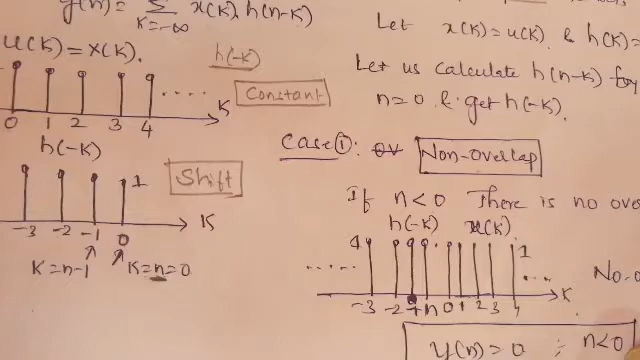 y(n) = Σ x(k) h(n-k)
k=-∞
u(k) = x(k).
h(-k)
Constant
....
K
0 1 2 3 4
h(-k)
Shift
1
-3 -2 -1 0
K
K=n-1 K=n=0
Let x(k)=u(k) & h(k)=
Let us calculate h(n-k) for
n=0 & get h(-k).
Case①: Non-overlap
If n<0 There is no
h(-k) x(k)
1
..... ...
-3 -2 -1 n 0 1 2 3 4
K
y(n) = 0 ; n<0